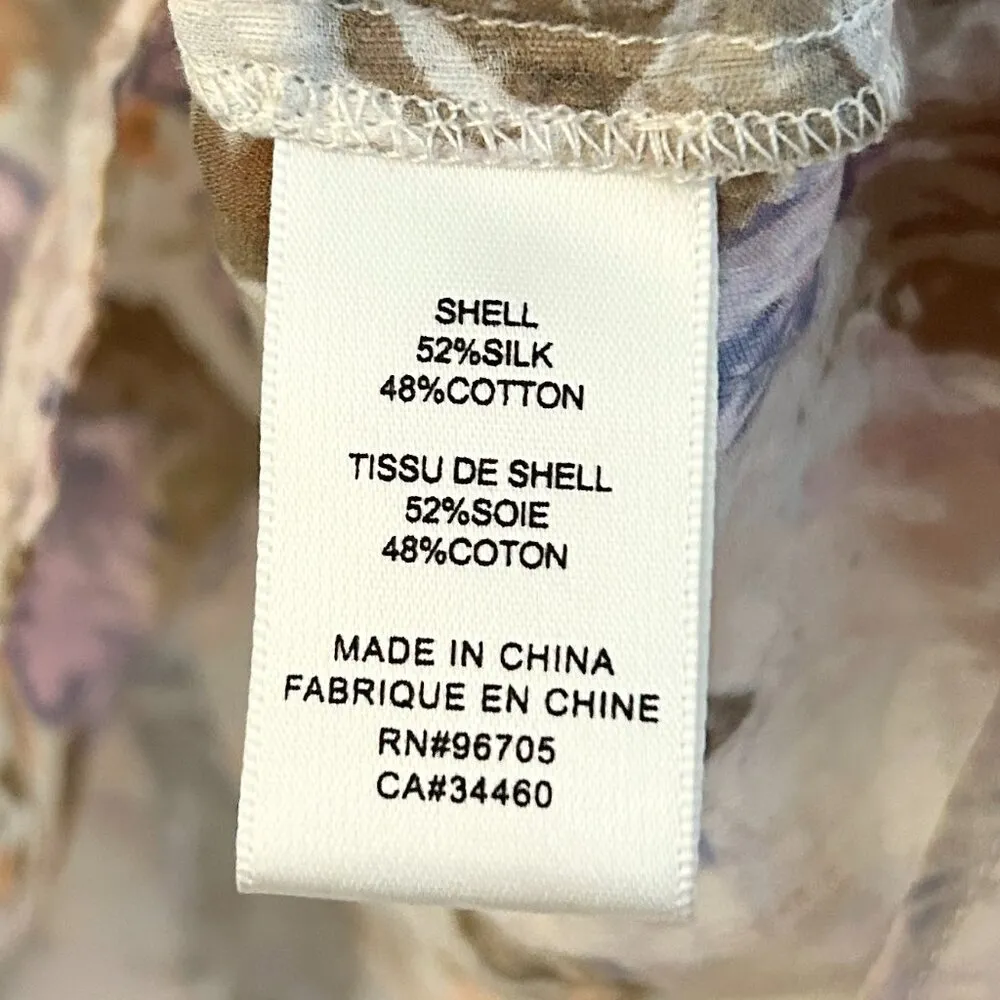 SHELL
52%SILK
48%COTTON
TISSU DE SHELL
52%SOIE
48%COTON
MADE IN CHINA
FABRIQUE EN CHINE
RN#96705
CA#34460